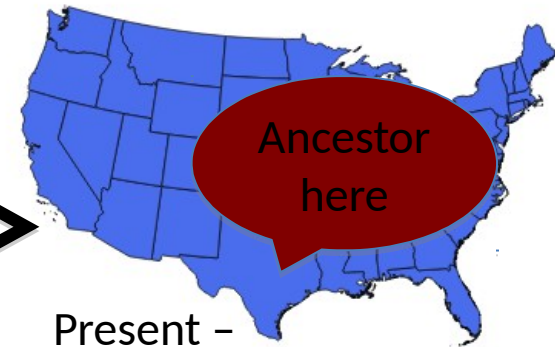 Ancestor
here
Present –